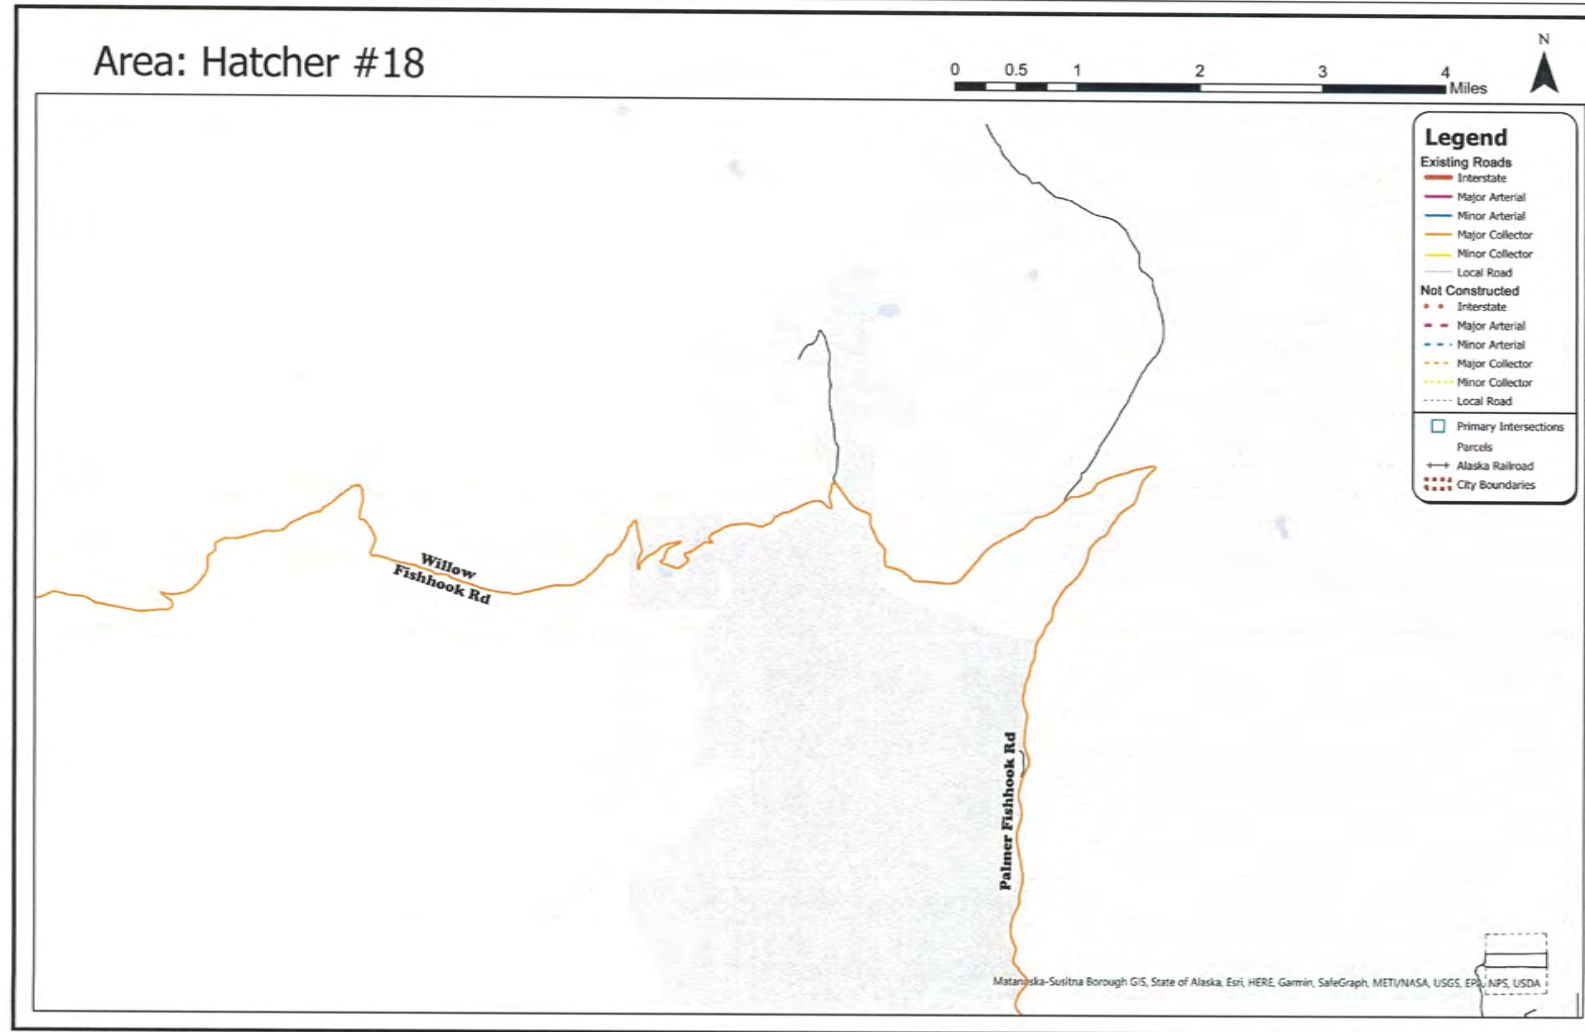 Area: Hatcher #18
0 0.5 1 2 3 4
Miles
N
Legend
Existing Roads
Interstate
Major Arterial
Minor Arterial
Major Collector
Minor Collector
Local Road
Not Constructed
Interstate
Major Arterial
Minor Arterial
Major Collector
Minor Collector
Local Road
Primary Intersections
Parcels
Alaska Railroad
City Boundaries
Willow
Fishhook Rd
Palmer Fishhook Rd
Matanuska-Susitna Borough GIS, State of Alaska, Esri, HERE, Garmin, SafeGraph, METI/NASA, USGS, EPA, NPS, USDA